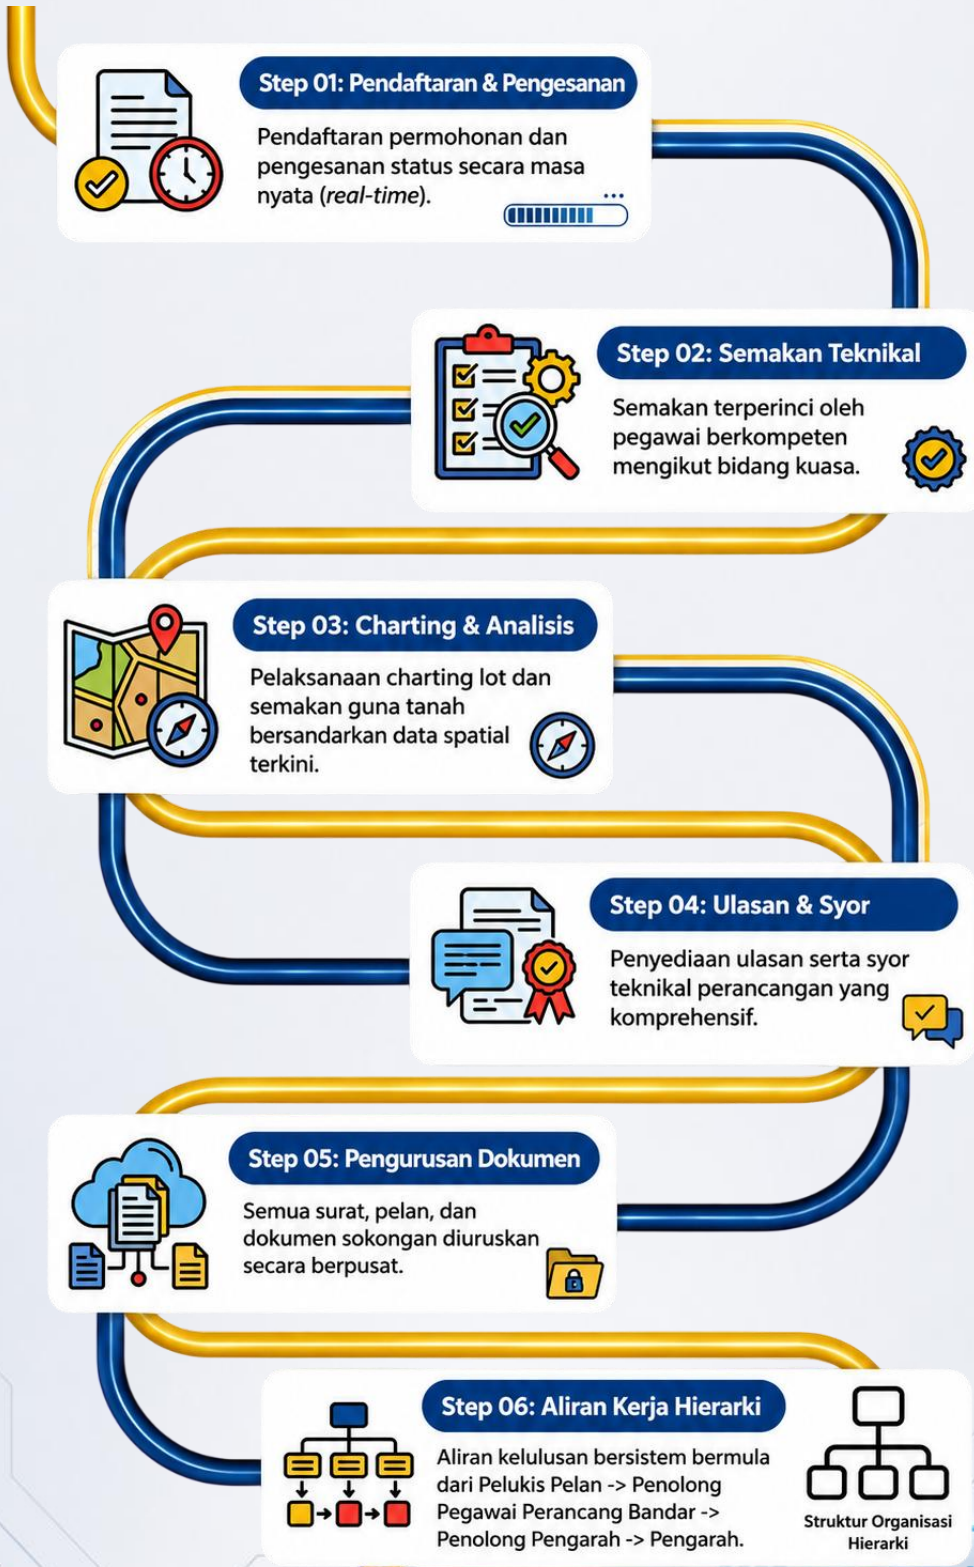 Step 01: Pendaftaran & Pengesanan
Pendaftaran permohonan dan
pengesanan status secara masa
nyata (real-time).
Step 02: Semakan Teknikal
Semakan terperinci oleh
pegawai berkompeten
mengikut bidang kuasa.
Step 03: Charting & Analisis
Pelaksanaan charting lot dan
semakan guna tanah
bersandarkan data spatial
terkini.
Step 04: Ulasan & Syor
Penyediaan ulasan serta syor
teknikal perancangan yang
komprehensif.
Step 05: Pengurusan Dokumen
Semua surat, pelan, dan
dokumen sokongan diuruskan
secara berpusat.
Step 06: Aliran Kerja Hierarki
Aliran kelulusan bersistem bermula
dari Pelukis Pelan -> Penolong
Pegawai Perancang Bandar ->
Penolong Pengarah -> Pengarah.
Struktur Organisasi
Hierarki